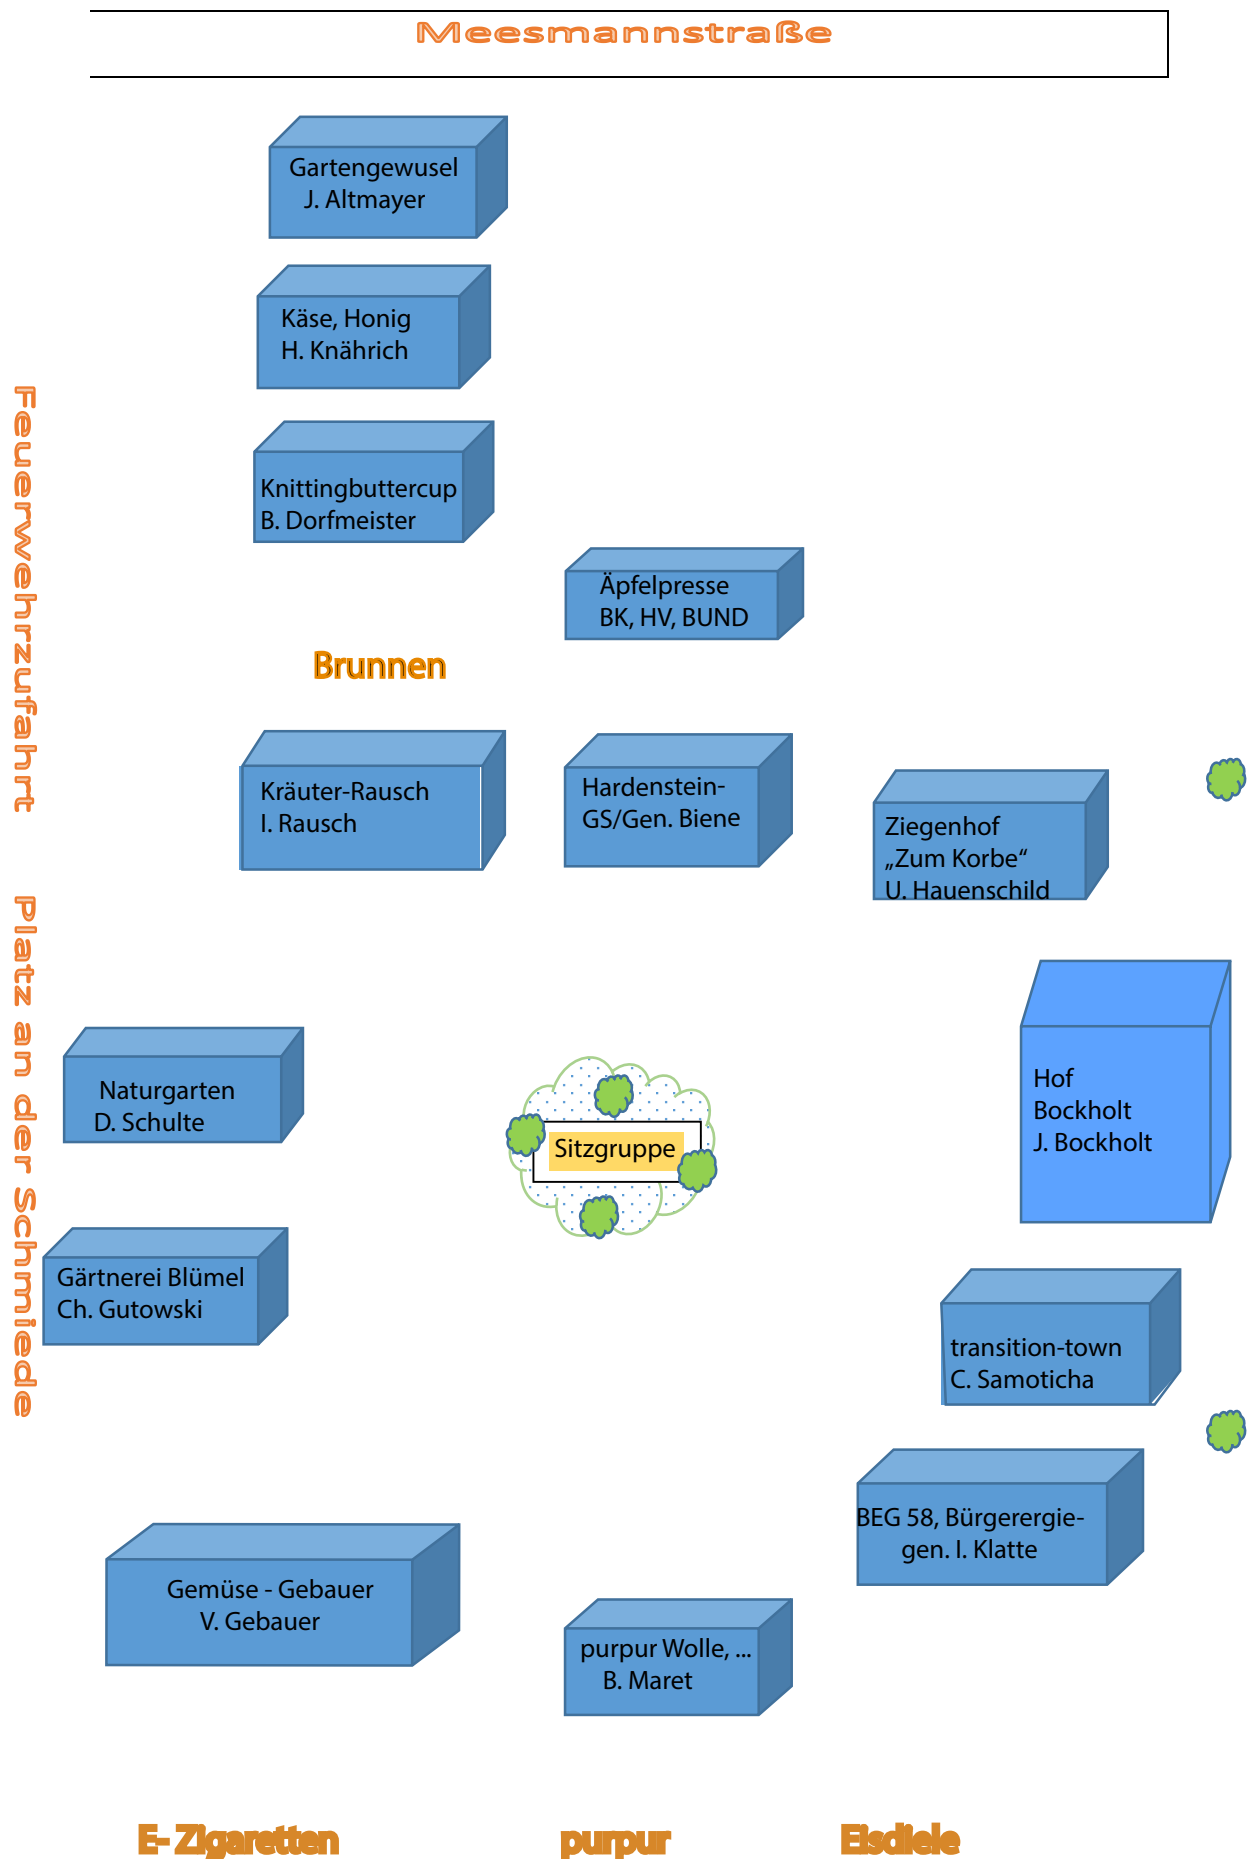 Meesmannstraße
Gartengewusel
J. Altmayer
Käse, Honig
H. Knährich
Feuerwehrzufahrt
Knittingbuttercup
B. Dorfmeister
Äpfelpresse
BK, HV, BUND
Brunnen
Kräuter-Rausch
I. Rausch
Hardenstein-
GS/Gen. Biene
Ziegenhof
„Zum Korbe“
U. Hauenschild
Platz an der Schmiede
Naturgarten
D. Schulte
Sitzgruppe
Hof
Bockholt
J. Bockholt
Gärtnerei Blümel
Ch. Gutowski
transition-town
C. Samoticha
BEG 58, Bürgerergie-
gen. I. Klatte
Gemüse - Gebauer
V. Gebauer
purpur Wolle, ...
B. Maret
E- Zigaretten
purpur
Eisdiele